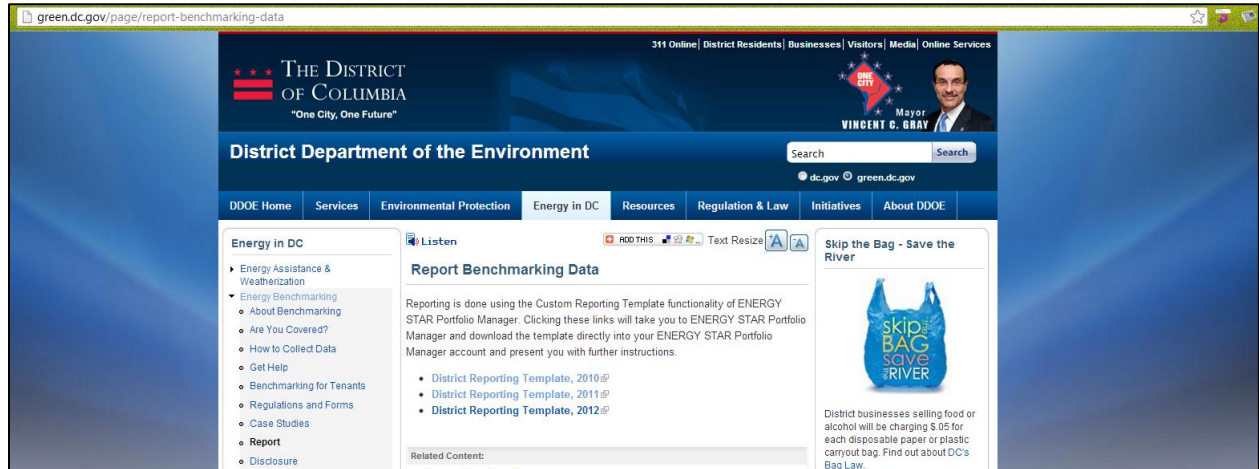 green.dc.gov/page/report-benchmarking-data
311 Online| District Residents| Businesses| Visitors| Media| Online Services
THE DISTRICT
OF COLUMBIA
"One City, One Future"
ONE
CITY
Mayor
VINCENT C. GRAY
District Department of the Environment
Search
Search
dc.gov green.dc.gov
DDOE Home
Services
Environmental Protection
Energy in DC
Resources
Regulation & Law
Initiatives
About DDOE
Energy in DC
Energy Assistance &
Weatherization
Energy Benchmarking
About Benchmarking
Are You Covered?
How to Collect Data
Get Help
Benchmarking for Tenants
Regulations and Forms
Case Studies
Report
Disclosure
Listen
ADD THIS
Text Resize
A
A
Report Benchmarking Data
Reporting is done using the Custom Reporting Template functionality of ENERGY
STAR Portfolio Manager. Clicking these links will take you to ENERGY STAR Portfolio
Manager and download the template directly into your ENERGY STAR Portfolio
Manager account and present you with further instructions.
District Reporting Template, 2010
District Reporting Template, 2011
District Reporting Template, 2012
Related Content:
Skip the Bag - Save the
River
skip
the
BAG
save
the
RIVER
District businesses selling food or
alcohol will be charging $.05 for
each disposable paper or plastic
carryout bag. Find out about DC's
Bag Law.